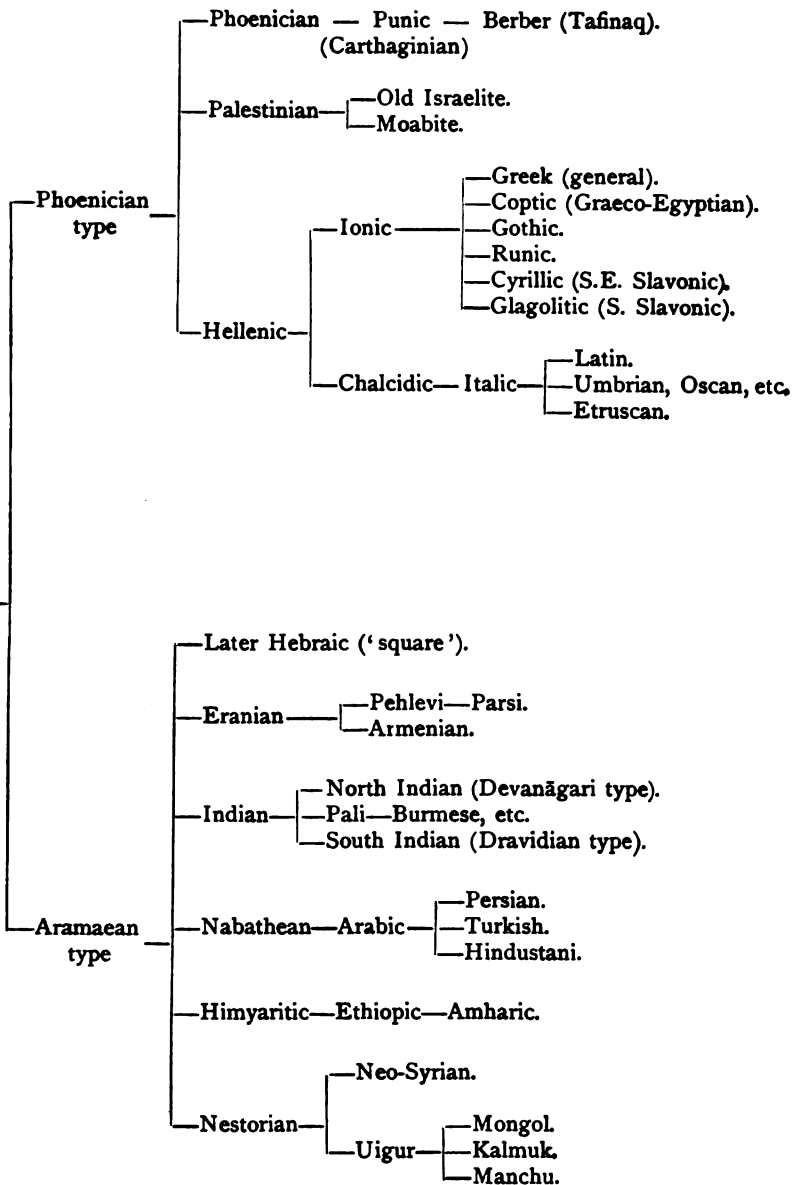 Phoenician — Punic — Berber (Tafinaq).
(Carthaginian)
Palestinian
Old Israelite.
Moabite.
Phoenician
type
Greek (general).
Coptic (Graeco-Egyptian).
Ionic
Gothic.
Runic.
Cyrillic (S.E. Slavonic).
Glagolitic (S. Slavonic).
Hellenic
Latin.
Chalcidic—Italic
Umbrian, Oscan, etc.
Etruscan.
Later Hebraic (‘square’).
Eranian
Pehlevi—Parsi.
Armenian.
Indian
North Indian (Devanāgari type).
Pali—Burmese, etc.
South Indian (Dravidian type).
Aramaean
type
Nabathean—Arabic
Persian.
Turkish.
Hindustani.
Himyaritic—Ethiopic—Amharic.
Nestorian
Neo-Syrian.
Uigur
Mongol.
Kalmuk.
Manchu.